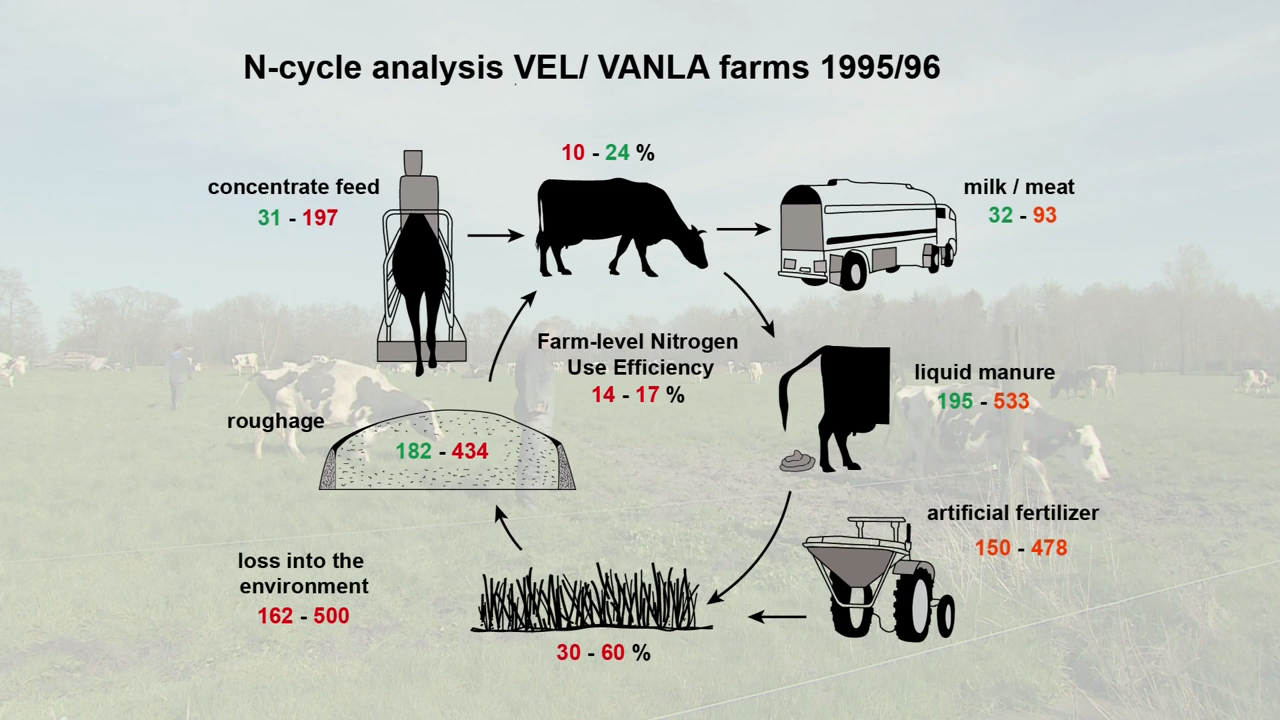 N-cycle analysis VEL/ VANLA farms 1995/96
10 - 24 %
concentrate feed
31 - 197
milk / meat
32 - 93
Farm-level Nitrogen
Use Efficiency
14 - 17 %
liquid manure
195 - 533
roughage
182 - 434
artificial fertilizer
150 - 478
loss into the
environment
162 - 500
30 - 60 %